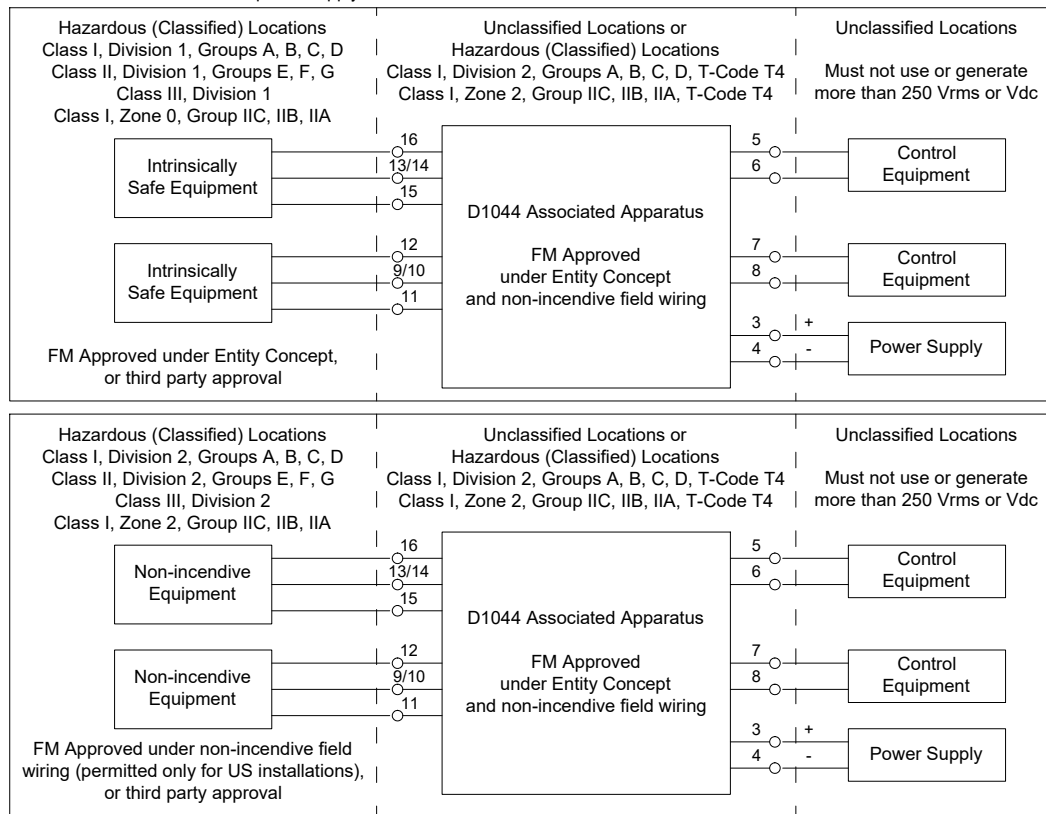 Hazardous (Classified) Locations
Class I, Division 1, Groups A, B, C, D
Class II, Division 1, Groups E, F, G
Class III, Division 1
Class I, Zone 0, Group IIC, IIB, IIA
Unclassified Locations or
Hazardous (Classified) Locations
Class I, Division 2, Groups A, B, C, D, T-Code T4
Class I, Zone 2, Group IIC, IIB, IIA, T-Code T4
Unclassified Locations
Must not use or generate
more than 250 Vrms or Vdc
Intrinsically
Safe Equipment
16
13/14
15
Intrinsically
Safe Equipment
12
9/10
11
FM Approved under Entity Concept,
or third party approval
D1044 Associated Apparatus
FM Approved
under Entity Concept
and non-incendive field wiring
5
6
Control
Equipment
7
8
Control
Equipment
3 +
4 -
Power Supply
Hazardous (Classified) Locations
Class I, Division 2, Groups A, B, C, D
Class II, Division 2, Groups E, F, G
Class III, Division 2
Class I, Zone 2, Group IIC, IIB, IIA
Unclassified Locations or
Hazardous (Classified) Locations
Class I, Division 2, Groups A, B, C, D, T-Code T4
Class I, Zone 2, Group IIC, IIB, IIA, T-Code T4
Unclassified Locations
Must not use or generate
more than 250 Vrms or Vdc
Non-incendive
Equipment
16
13/14
15
Non-incendive
Equipment
12
9/10
11
FM Approved under non-incendive field
wiring (permitted only for US installations),
or third party approval
D1044 Associated Apparatus
FM Approved
under Entity Concept
and non-incendive field wiring
5
6
Control
Equipment
7
8
Control
Equipment
3 +
4 -
Power Supply